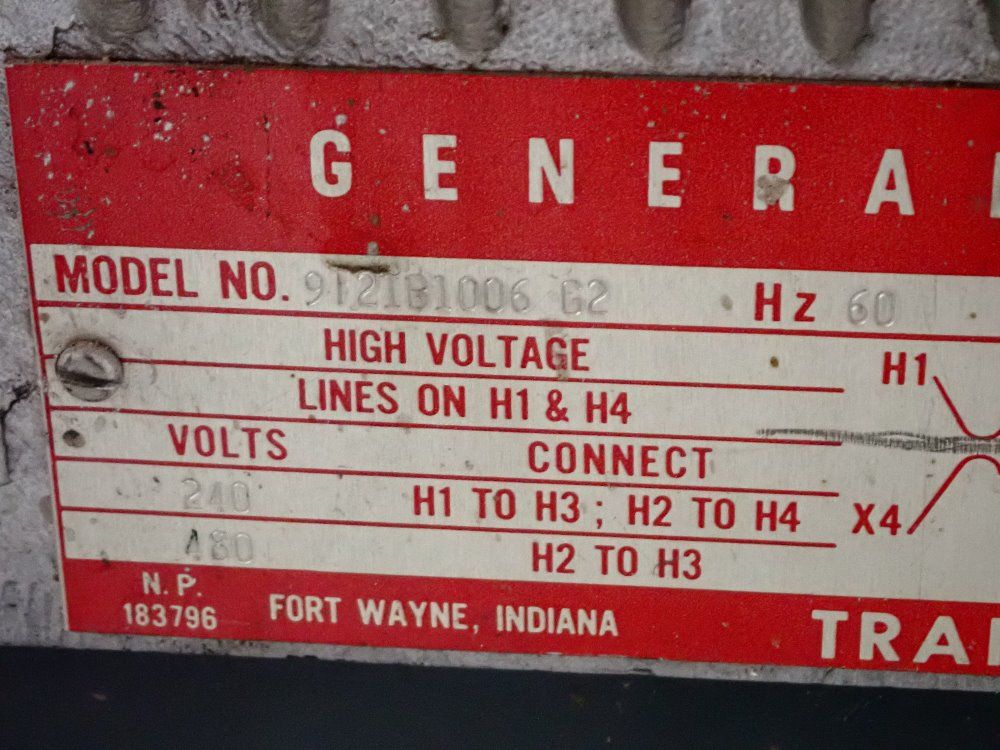 GENERA
MODEL NO. 9T21B1006 G2 Hz 60
HIGH VOLTAGE H1
LINES ON H1 & H4
VOLTS CONNECT
240 H1 TO H3 ; H2 TO H4 X4
480 H2 TO H3
N. P.
183796 FORT WAYNE, INDIANA TRA